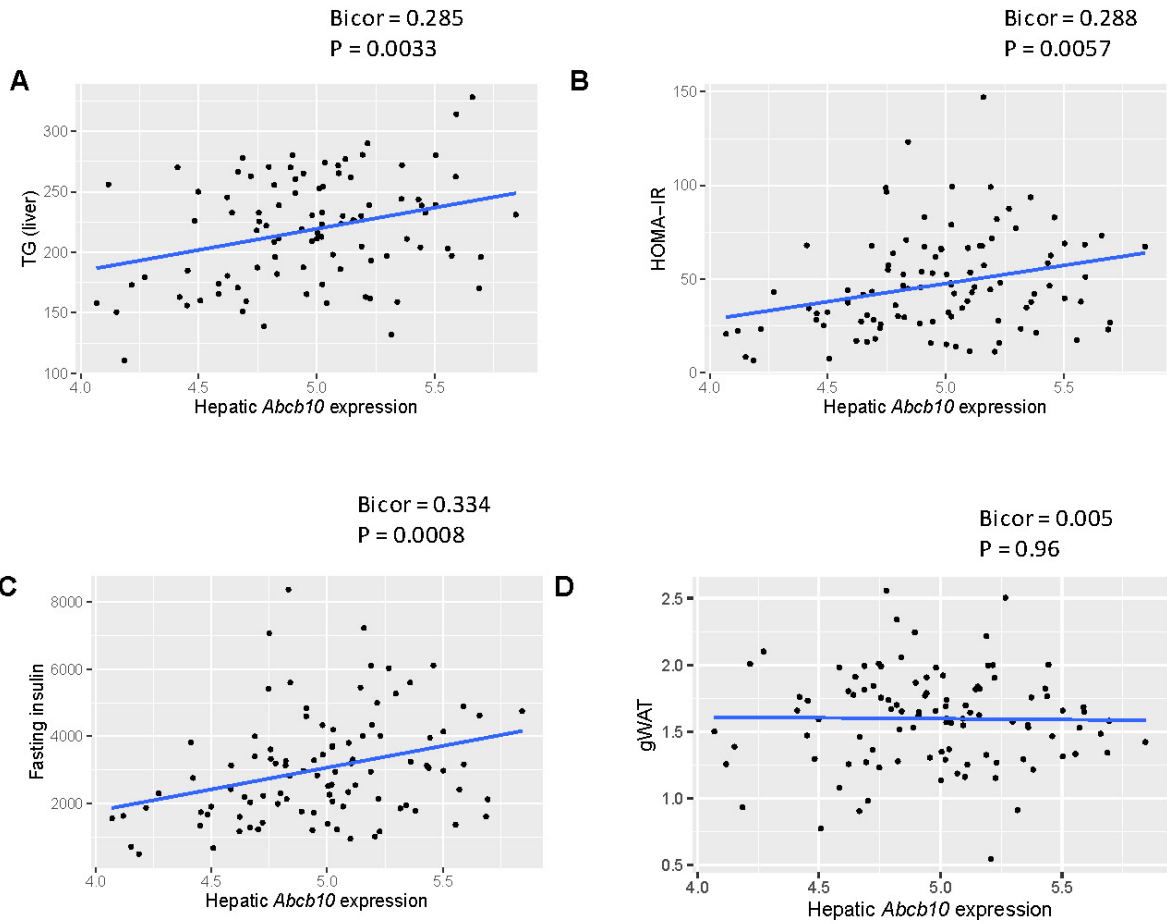 Bicor = 0.285
P = 0.0033
A
300
250
200
150
100
TG (liver)
4.0 4.5 5.0 5.5
Hepatic Abcb10 expression
Bicor = 0.288
P = 0.0057
B
150
100
50
0
HOMA−IR
4.0 4.5 5.0 5.5
Hepatic Abcb10 expression
Bicor = 0.334
P = 0.0008
C
8000
6000
4000
2000
Fasting insulin
4.0 4.5 5.0 5.5
Hepatic Abcb10 expression
Bicor = 0.005
P = 0.96
D
2.5
2.0
1.5
1.0
0.5
gWAT
4.0 4.5 5.0 5.5
Hepatic Abcb10 expression